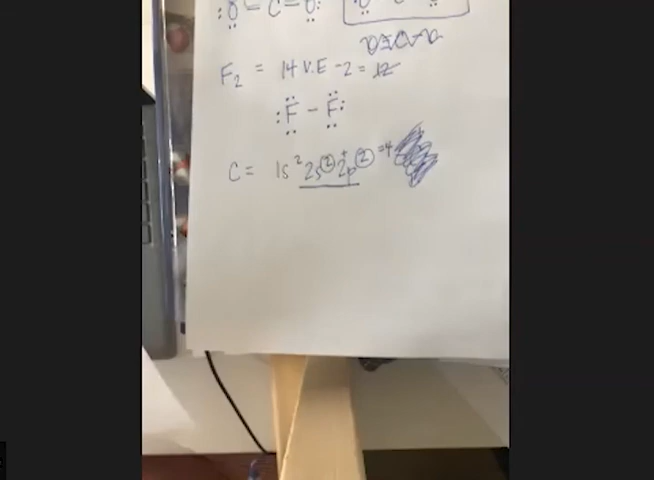 :O - C = O:
F2 = 14 V.E - 2 = 12
:F - F:
C = 1s² 2s② + 2p② = 4